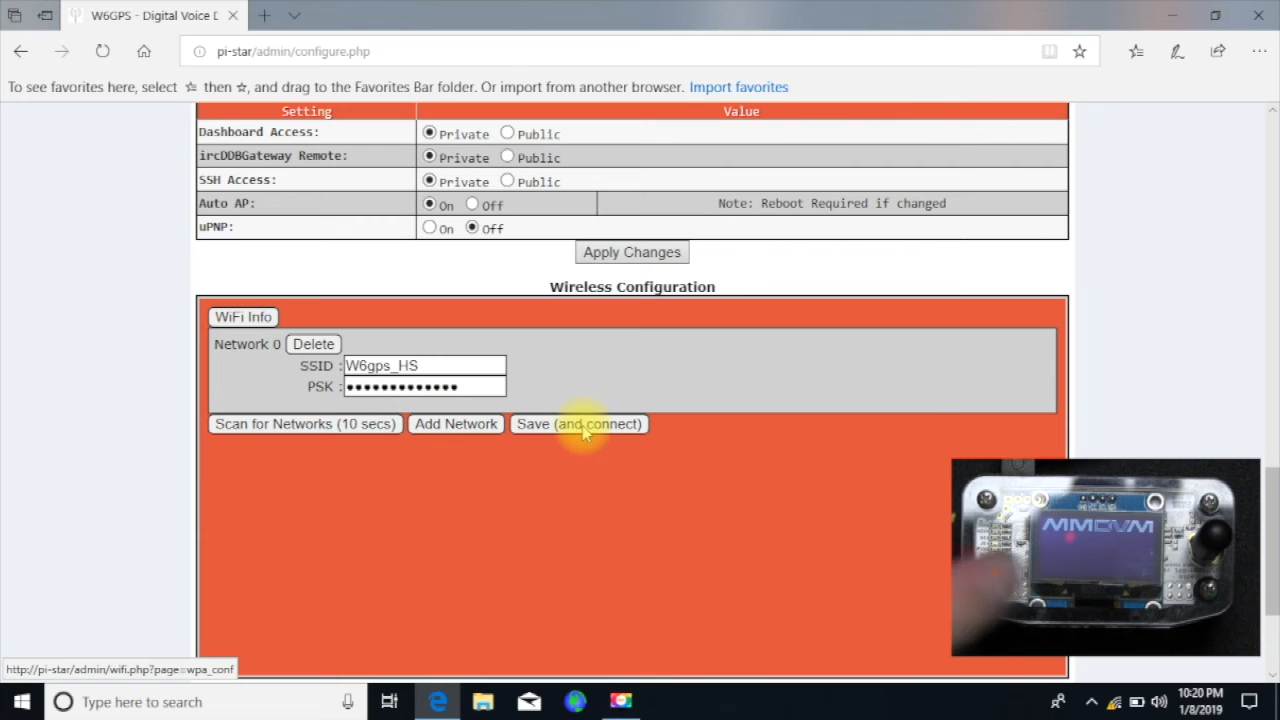 W6GPS - Digital Voice D
pi-star/admin/configure.php
To see favorites here, select then ☆, and drag to the Favorites Bar folder. Or import from another browser. Import favorites
Setting Value
Dashboard Access: Private Public
ircDDBGateway Remote: Private Public
SSH Access: Private Public
Auto AP: On Off Note: Reboot Required if changed
uPNP: On Off
Apply Changes
Wireless Configuration
WiFi Info
Network 0 Delete
SSID : W6gps_HS
PSK : •••••••••••••
Scan for Networks (10 secs) Add Network Save (and connect)
MMDVM
http://pi-star/admin/wifi.php?page=wpa_conf
Type here to search
10:20 PM
1/8/2019